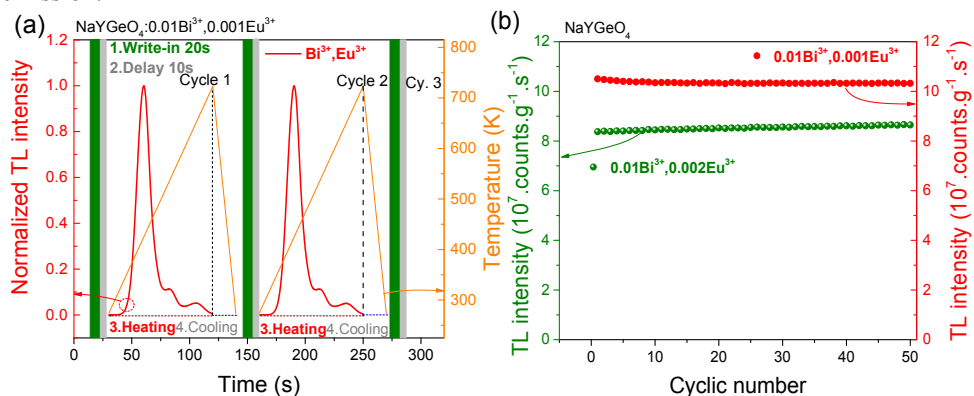 (a)
NaYGeO₄:0.01Bi³⁺,0.001Eu³⁺
1.Write-in 20s
2.Delay 10s
Bi³⁺,Eu³⁺
Cycle 1
Cycle 2
Cy. 3
3.Heating 4.Cooling
3.Heating 4.Cooling
Normalized TL intensity
0.0
0.2
0.4
0.6
0.8
1.0
1.2
Temperature (K)
300
400
500
600
700
800
0 50 100 150 200 250 300
Time (s)
(b)
NaYGeO₄
0.01Bi³⁺,0.001Eu³⁺
0.01Bi³⁺,0.002Eu³⁺
TL intensity (10⁷.counts.g⁻¹.s⁻¹)
0
2
4
6
8
10
12
TL intensity (10⁷.counts.g⁻¹.s⁻¹)
0
2
4
6
8
10
12
0 10 20 30 40 50
Cyclic number